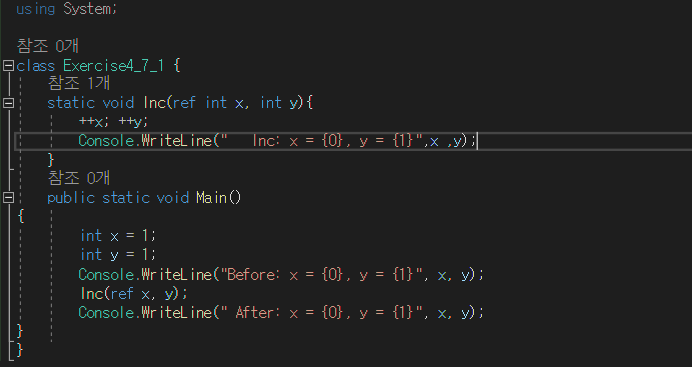 using System;
참조 0개
class Exercise4_7_1 {
참조 1개
static void Inc(ref int x, int y){
++x; ++y;
Console.WriteLine("   Inc: x = {0}, y = {1}",x ,y);
}
참조 0개
public static void Main()
{
int x = 1;
int y = 1;
Console.WriteLine("Before: x = {0}, y = {1}", x, y);
Inc(ref x, y);
Console.WriteLine(" After: x = {0}, y = {1}", x, y);
}
}